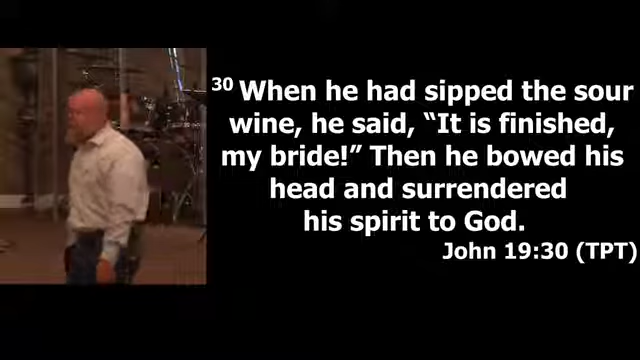 30 When he had sipped the sour
wine, he said, “It is finished,
my bride!” Then he bowed his
head and surrendered
his spirit to God.
John 19:30 (TPT)